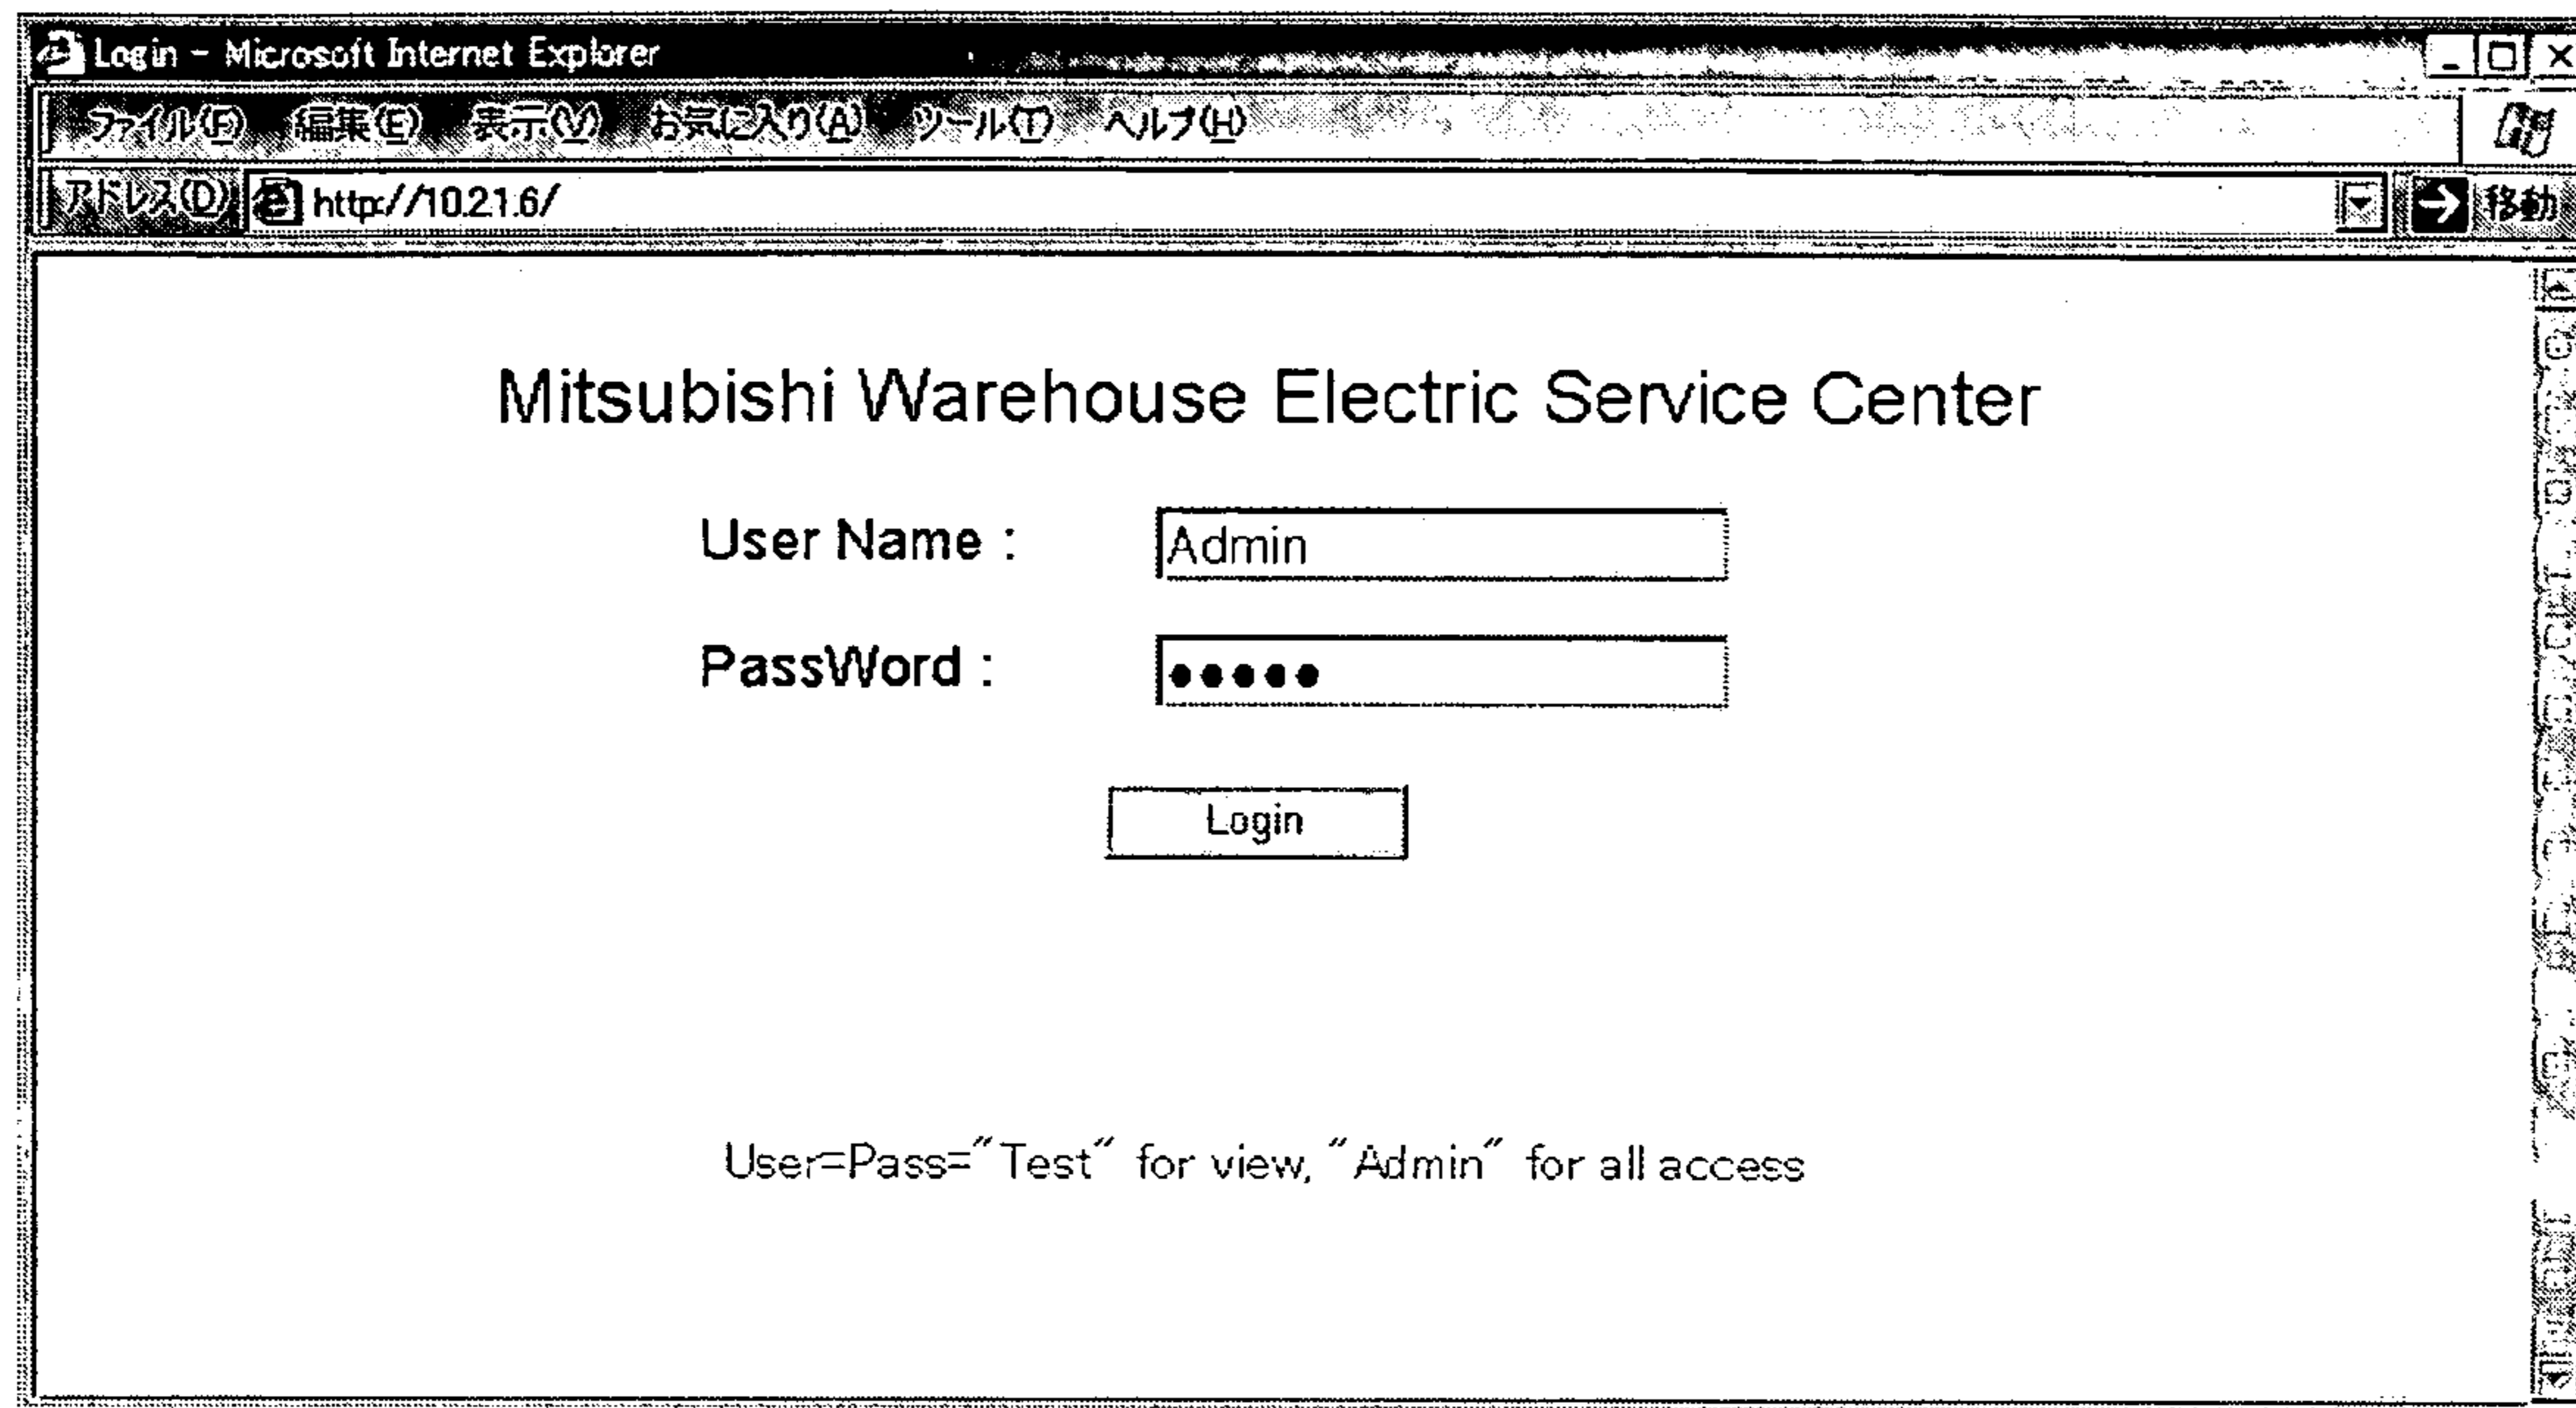 Login - Microsoft Internet Explorer
ファイル(F) 編集(E) 表示(V) お気に入り(A) ツール(T) ヘルプ(H)
アドレス(D) http://10.21.6/ 移動
Mitsubishi Warehouse Electric Service Center
User Name : Admin
PassWord : •••••
Login
User=Pass="Test" for view, "Admin" for all access